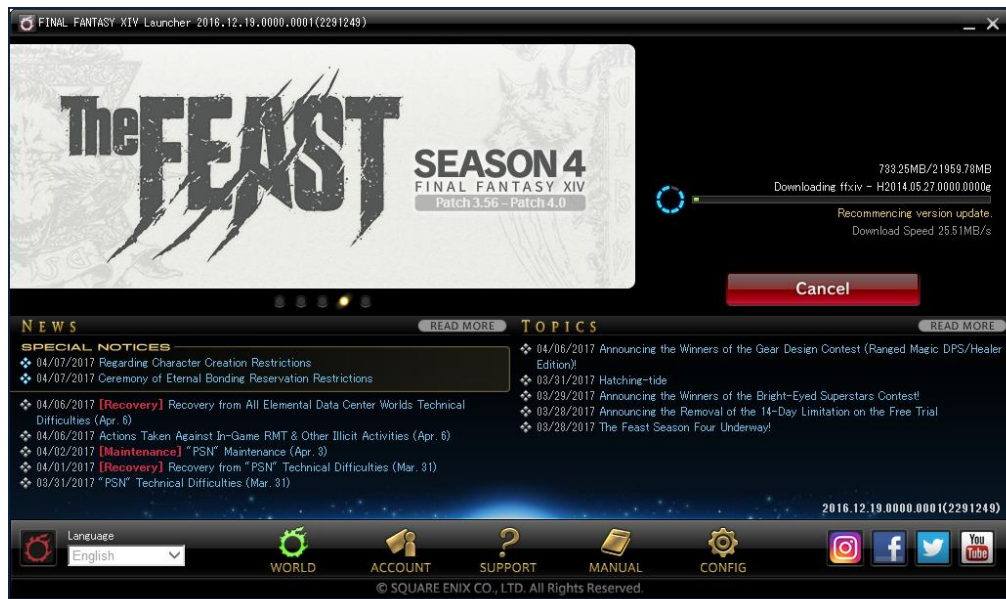 FINAL FANTASY XIV Launcher 2016.12.19.0000.0001(2291249)
The FEAST
SEASON 4
FINAL FANTASY XIV
Patch 3.56 – Patch 4.0
733.25MB/21959.78MB
Downloading ffxiv - H2014.05.27.0000.0000g
Recommencing version update.
Download Speed 25.51MB/s
Cancel
NEWS
READ MORE
SPECIAL NOTICES
04/07/2017 Regarding Character Creation Restrictions
04/07/2017 Ceremony of Eternal Bonding Reservation Restrictions
04/06/2017 [Recovery] Recovery from All Elemental Data Center Worlds Technical
Difficulties (Apr. 6)
04/06/2017 Actions Taken Against In-Game RMT & Other Illicit Activities (Apr. 6)
04/02/2017 [Maintenance] "PSN" Maintenance (Apr. 3)
04/01/2017 [Recovery] Recovery from "PSN" Technical Difficulties (Mar. 31)
03/31/2017 "PSN" Technical Difficulties (Mar. 31)
TOPICS
READ MORE
04/06/2017 Announcing the Winners of the Gear Design Contest (Ranged Magic DPS/Healer
Edition)!
03/31/2017 Hatching-tide
03/29/2017 Announcing the Winners of the Bright-Eyed Superstars Contest!
03/28/2017 Announcing the Removal of the 14-Day Limitation on the Free Trial
03/28/2017 The Feast Season Four Underway!
2016.12.19.0000.0001(2291249)
Language
English
WORLD
ACCOUNT
SUPPORT
MANUAL
CONFIG
You
Tube
© SQUARE ENIX CO., LTD. All Rights Reserved.